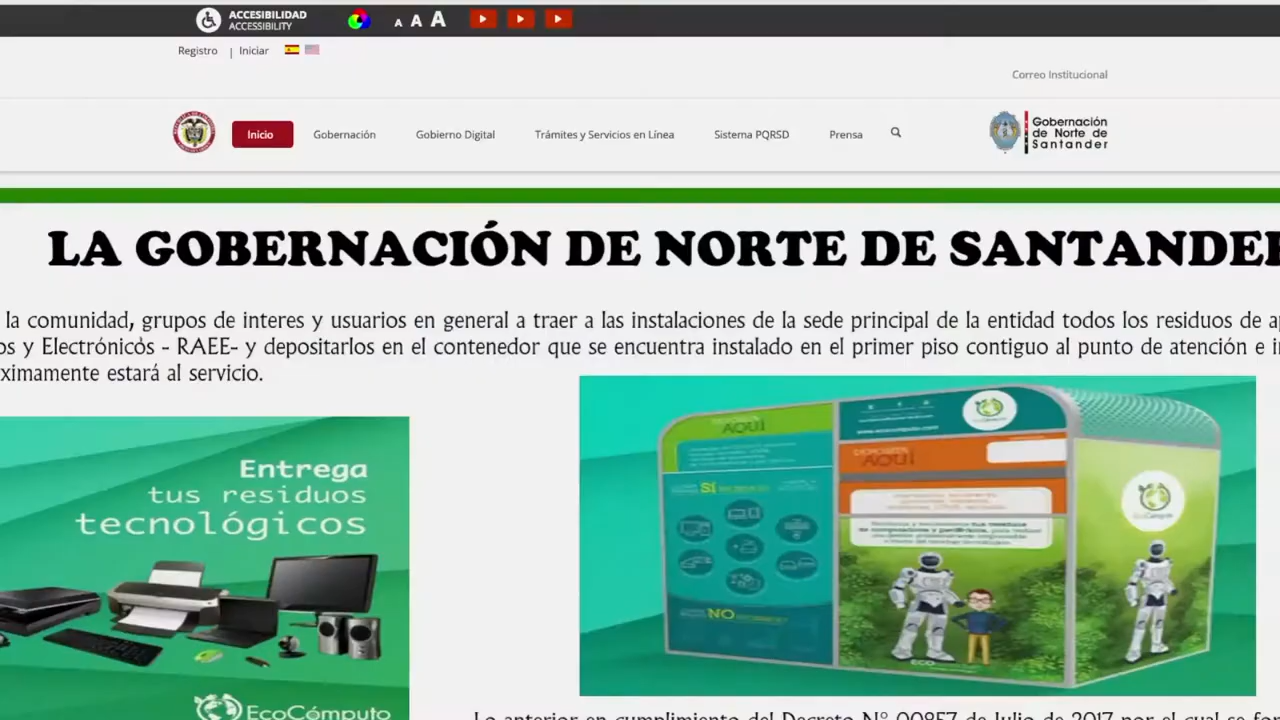 ACCESIBILIDAD
ACCESSIBILITY
A A A
Registro | Iniciar
Correo Institucional
Inicio Gobernación Gobierno Digital Trámites y Servicios en Línea Sistema PQRSD Prensa
Gobernación
de Norte de
Santander
LA GOBERNACIÓN DE NORTE DE SANTANDER
la comunidad, grupos de interes y usuarios en general a traer a las instalaciones de la sede principal de la entidad todos los residuos de
os y Electrónicos - RAEE- y depositarlos en el contenedor que se encuentra instalado en el primer piso contiguo al punto de atención e
ximamente estará al servicio.
Entrega
tus residuos
tecnológicos
EcoCómputo
AQUÍ
AQUÍ
SÍ
NO
ECO
Lo anterior en cumplimiento del Decreto N° 00857 de Julio de 2017 por el cual se